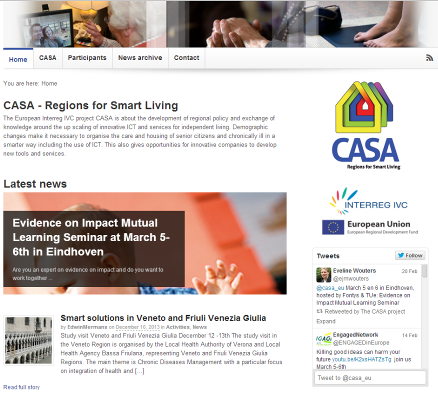 Home
CASA
Participants
News archive
Contact
You are here: Home
CASA - Regions for Smart Living
The European Interreg IVC project CASA is about the development of regional policy and exchange of
knowledge around the up scaling of innovative ICT and services for independent living. Demographic
changes make it necessary to organise the care and housing of senior citizens and chronically ill in a
smarter way including the use of ICT. This also gives opportunities for innovative companies to develop
new tools and services.
CASA
Regions for Smart Living
INTERREG IVC
European Union
European Regional Development Fund
Latest news
Evidence on Impact Mutual
Learning Seminar at March 5-
6th in Eindhoven
Are you an expert on evidence on impact and do you want to
work together ...
Smart solutions in Veneto and Friuli Venezia Giulia
by EdwinMermans on December 10, 2013 in Activities, News
Study visit Veneto and Friuli Venezia Giulia December 12 -13th The study visit in
the Veneto Region is organised by the Local Health Authority of Verona and Local
Health Agency Bassa Friulana, representing Veneto and Friuli Venezia Giulia
Regions. The main theme is Chronic Diseases Management with a particular focus
on integration of health and [...]
Read full story
Tweets
Follow
Eveline Wouters
26 Feb
@ejmwouters
@casa_eu March 5 en 6 in Eindhoven,
hosted by Fontys & TUe: Evidence on
Impact Mutual Learning Seminar
Retweeted by The CASA project
Expand
EngagedNetwork
14 Feb
@ENGAGEDinEurope
Killing good ideas can harm your
future
join us
March 5-6th
Tweet to @casa_eu